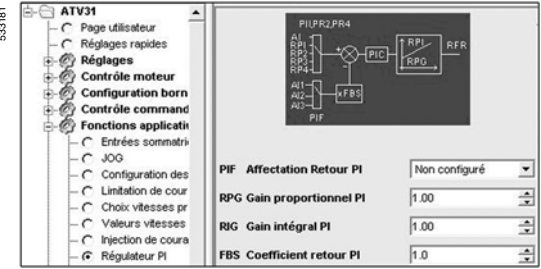 533181
ATV31
Page utilisateur
Réglages rapides
Réglages
Contrôle moteur
Configuration born
Contrôle command
Fonctions applicati
Entrées sommatri
JOG
Configuration des
Limitation de cour
Choix vitesses pr
Valeurs vitesses
Injection de coura
Régulateur PI
PII,PR2,PR4
AI
RP1
RP2
RP3
RP4
+
-
PIC
RPI
RPG
RFR
AI1
AI2
AI3
xFBS
PIF
PIF Affectation Retour PI Non configuré
RPG Gain proportionnel PI 1.00
RIG Gain intégral PI 1.00
FBS Coefficient retour PI 1.0